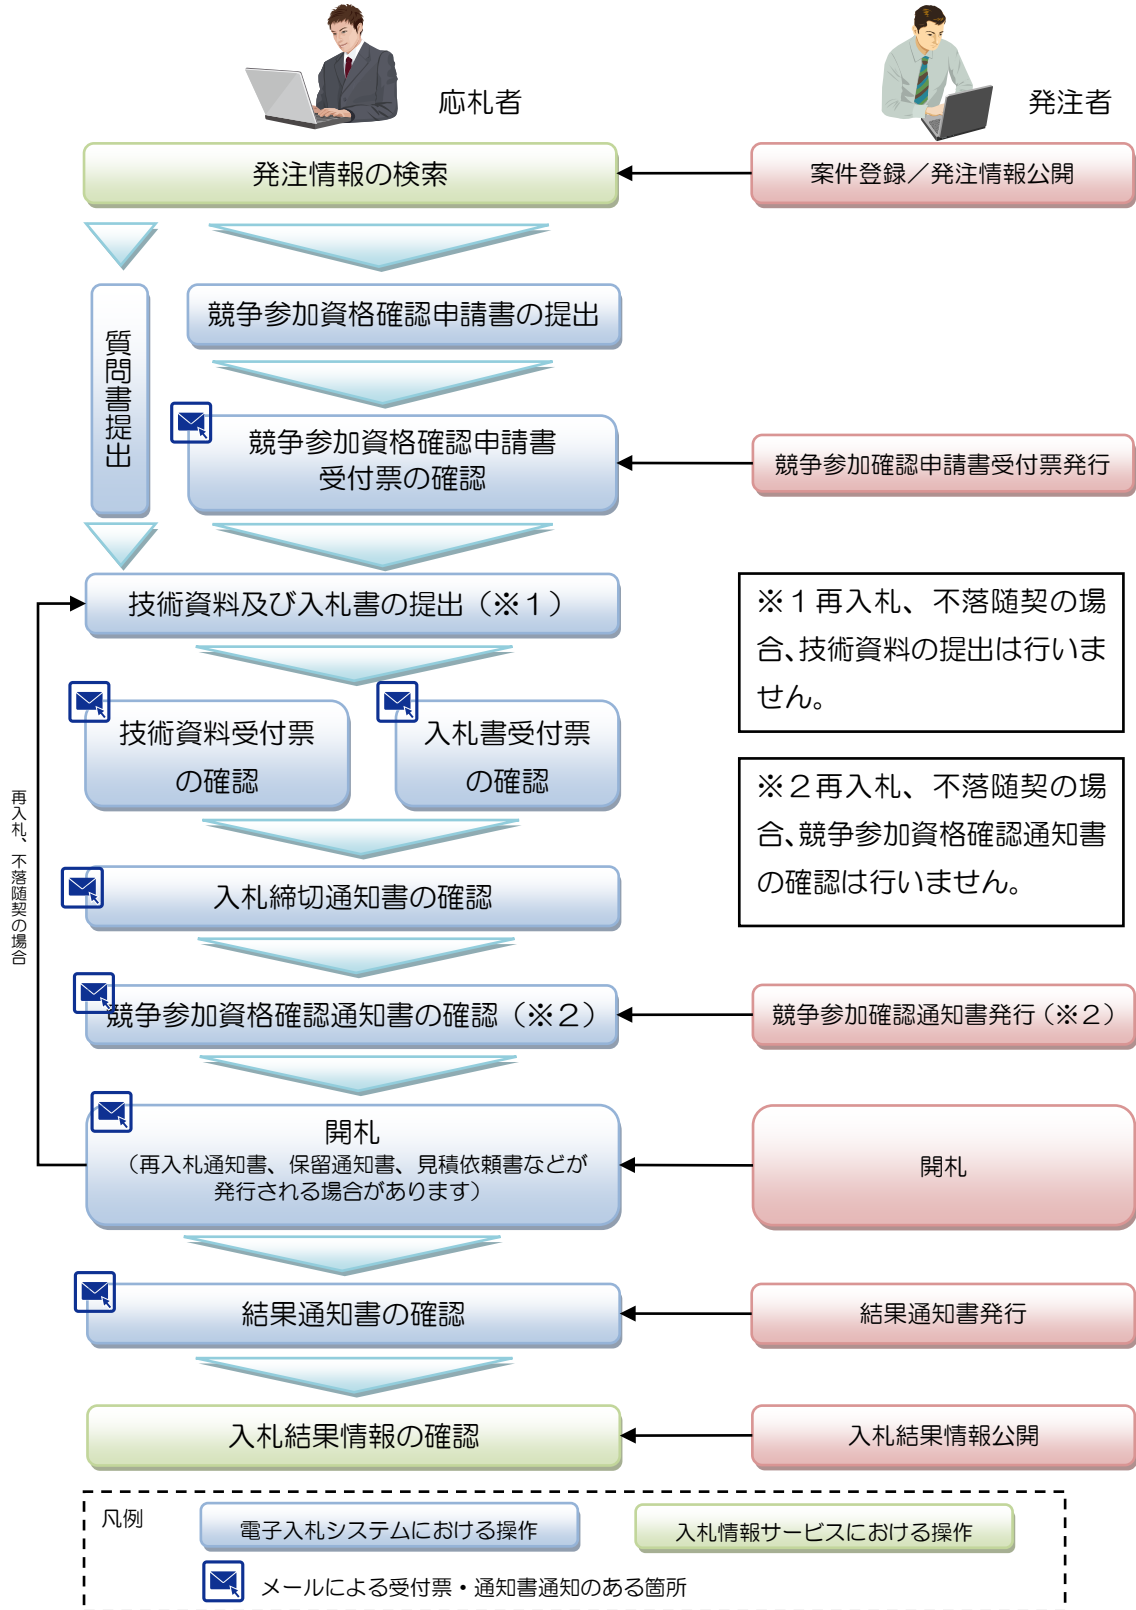 応札者
発注者
発注情報の検索
案件登録／発注情報公開
質問書提出
競争参加資格確認申請書の提出
競争参加資格確認申請書
受付票の確認
競争参加確認申請書受付票発行
技術資料及び入札書の提出（※１）
※１再入札、不落随契の場
合、技術資料の提出は行いま
せん。
技術資料受付票
の確認
入札書受付票
の確認
※２再入札、不落随契の場
合、競争参加資格確認通知書
の確認は行いません。
再入札、不落随契の場合
入札締切通知書の確認
競争参加資格確認通知書の確認（※２）
競争参加確認通知書発行（※２）
開札
（再入札通知書、保留通知書、見積依頼書などが
発行される場合があります）
開札
結果通知書の確認
結果通知書発行
入札結果情報の確認
入札結果情報公開
凡例
電子入札システムにおける操作
入札情報サービスにおける操作
メールによる受付票・通知書通知のある箇所